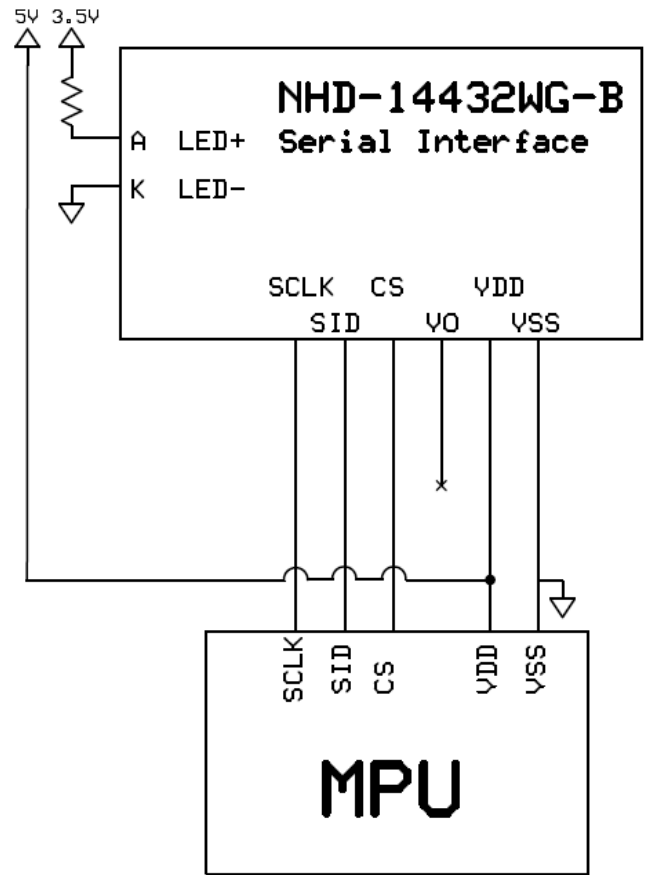 5V 3.5V
NHD-14432WG-B
A LED+ Serial Interface
K LED-
SCLK CS VDD
SID VO VSS
SCLK SID CS VDD VSS
MPU